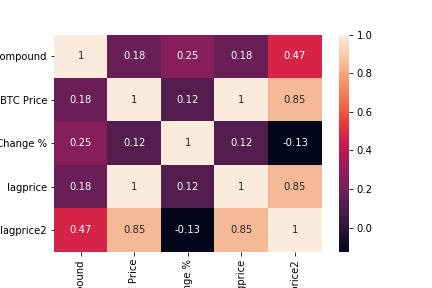 1.0
ompound 1 0.18 0.25 0.18 0.47
0.8
BTC Price 0.18 1 0.12 1 0.85
0.6
Change % 0.25 0.12 1 0.12 -0.13
0.4
lagprice 0.18 1 0.12 1 0.85
0.2
lagprice2 0.47 0.85 -0.13 0.85 1
0.0
ound
Price
nge %
gprice
price2